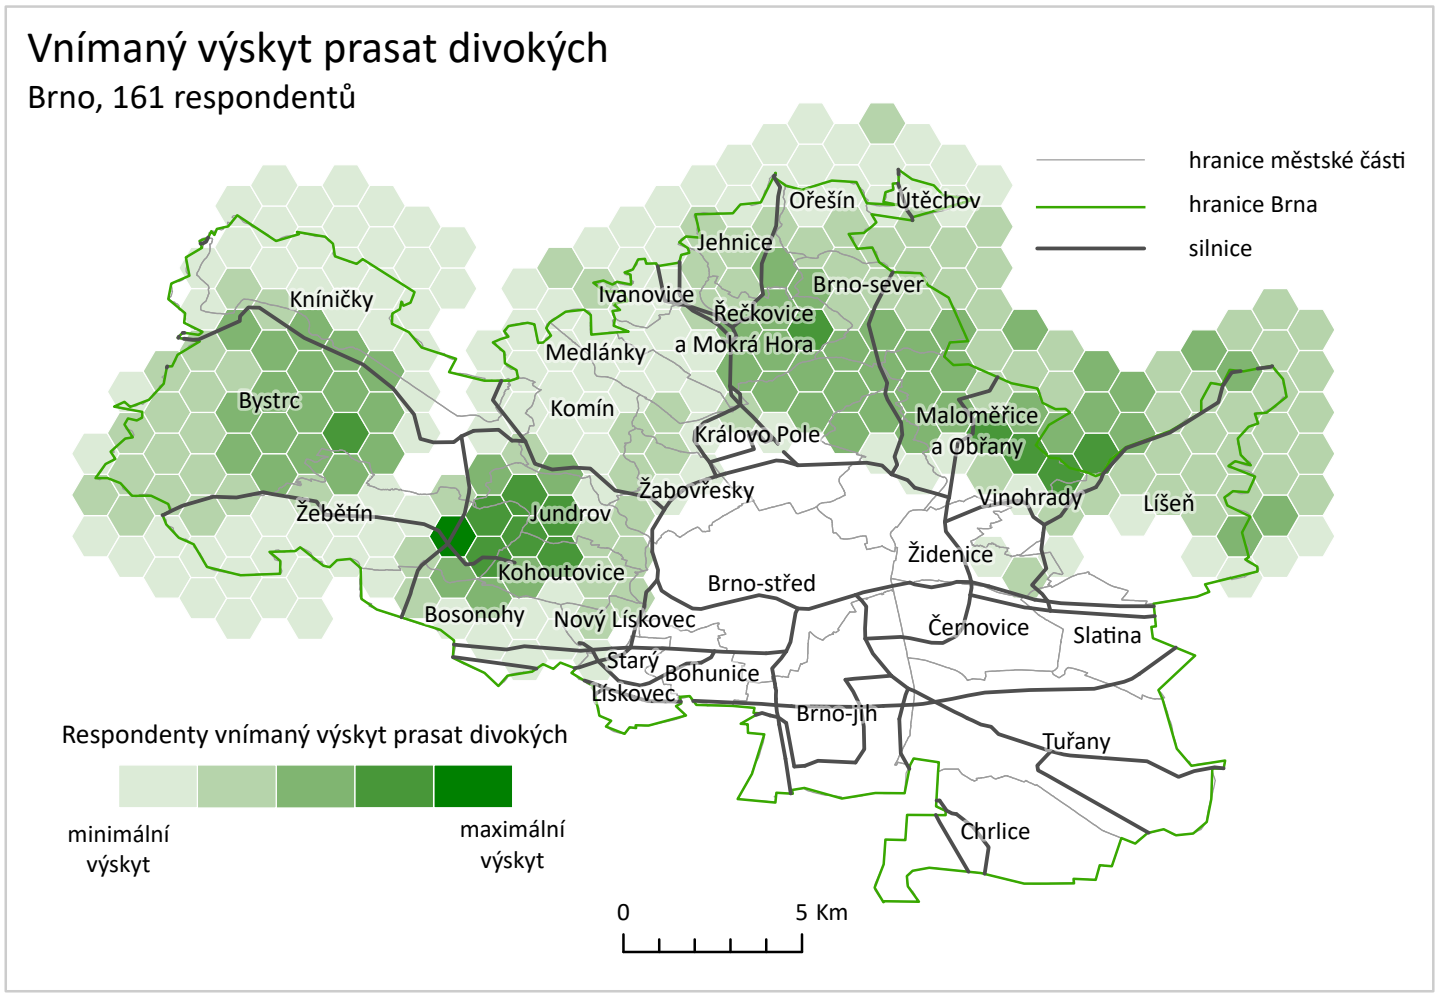 Vnímaný výskyt prasat divokých
Brno, 161 respondentů
hranice městské části
hranice Brna
silnice
Ořešín
Útěchov
Jehnice
Brno-sever
Ivanovice
Kníničky
Řečkovice
a Mokrá Hora
Medlánky
Bystrc
Komín
Maloměřice
a Obřany
Královo Pole
Žabovřesky
Vinohrady
Líšeň
Žebětín
Jundrov
Židenice
Kohoutovice
Brno-střed
Bosonohy
Nový Lískovec
Černovice
Slatina
Starý
Lískovec
Bohunice
Brno-jih
Tuřany
Chrlice
Respondenty vnímaný výskyt prasat divokých
minimální
výskyt
maximální
výskyt
0 5 Km